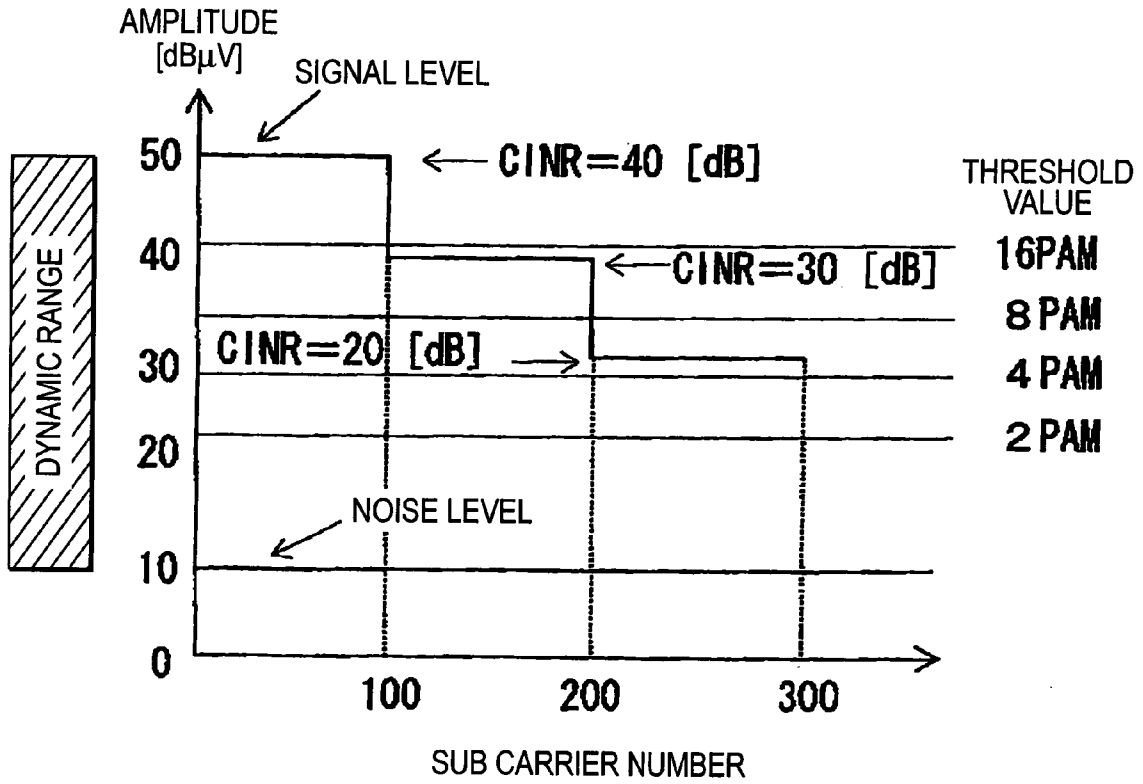 AMPLITUDE
[dBμV]
SIGNAL LEVEL
50
CINR=40 [dB]
THRESHOLD
VALUE
40
16PAM
CINR=30 [dB]
8 PAM
CINR=20 [dB]
30
4 PAM
DYNAMIC RANGE
20
2 PAM
NOISE LEVEL
10
0
100
200
300
SUB CARRIER NUMBER